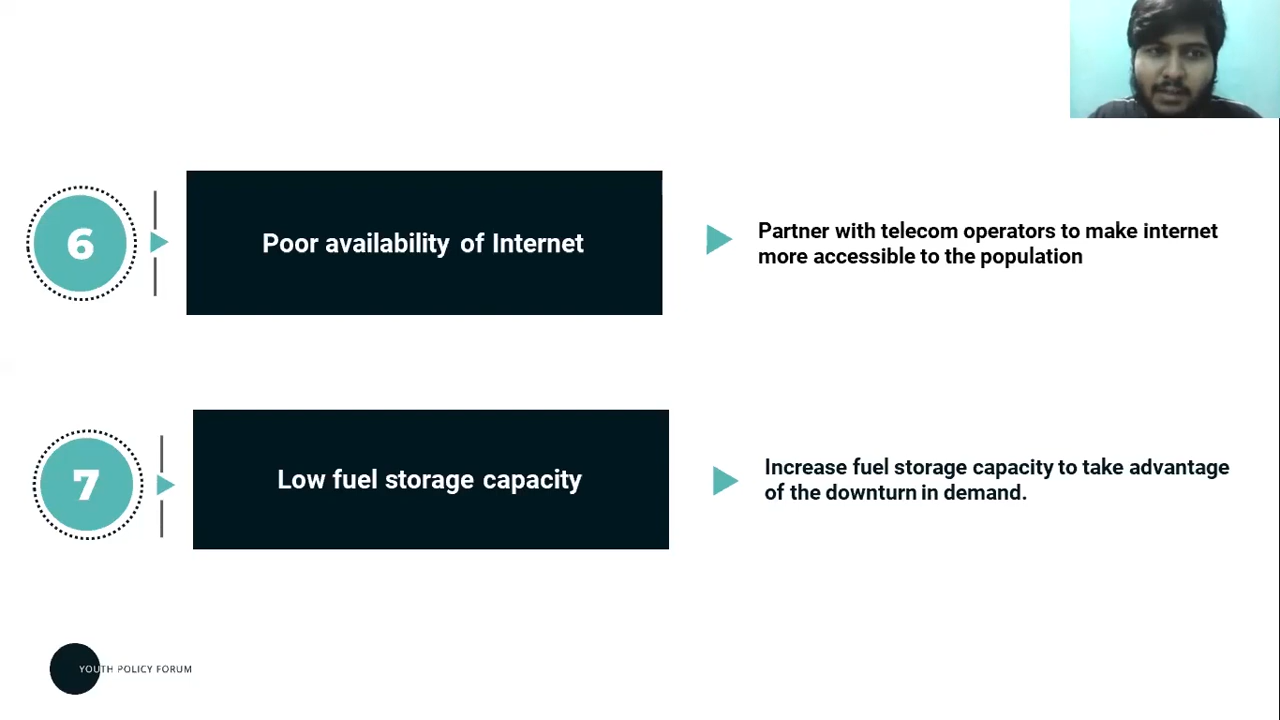 6
Poor availability of Internet
Partner with telecom operators to make internet
more accessible to the population
7
Low fuel storage capacity
Increase fuel storage capacity to take advantage
of the downturn in demand.
YOUTH POLICY FORUM